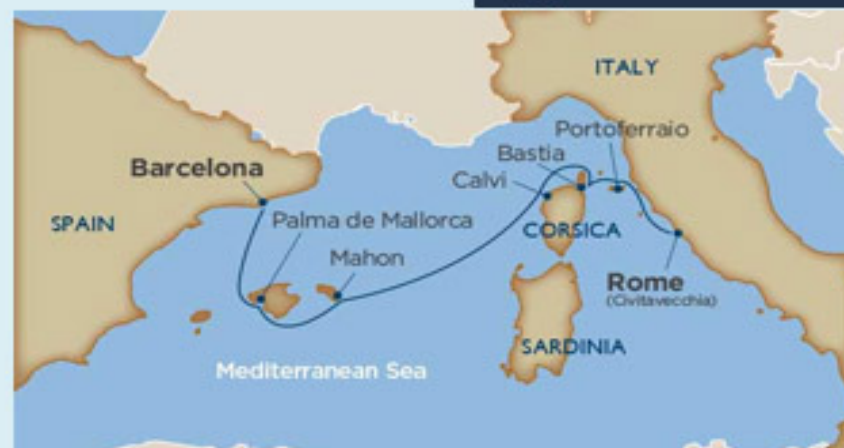 ITALY
Portoferraio
Bastia
Barcelona
Calvi
SPAIN
Palma de Mallorca
CORSICA
Mahon
Rome
(Civitavecchia)
SARDINIA
Mediterranean Sea